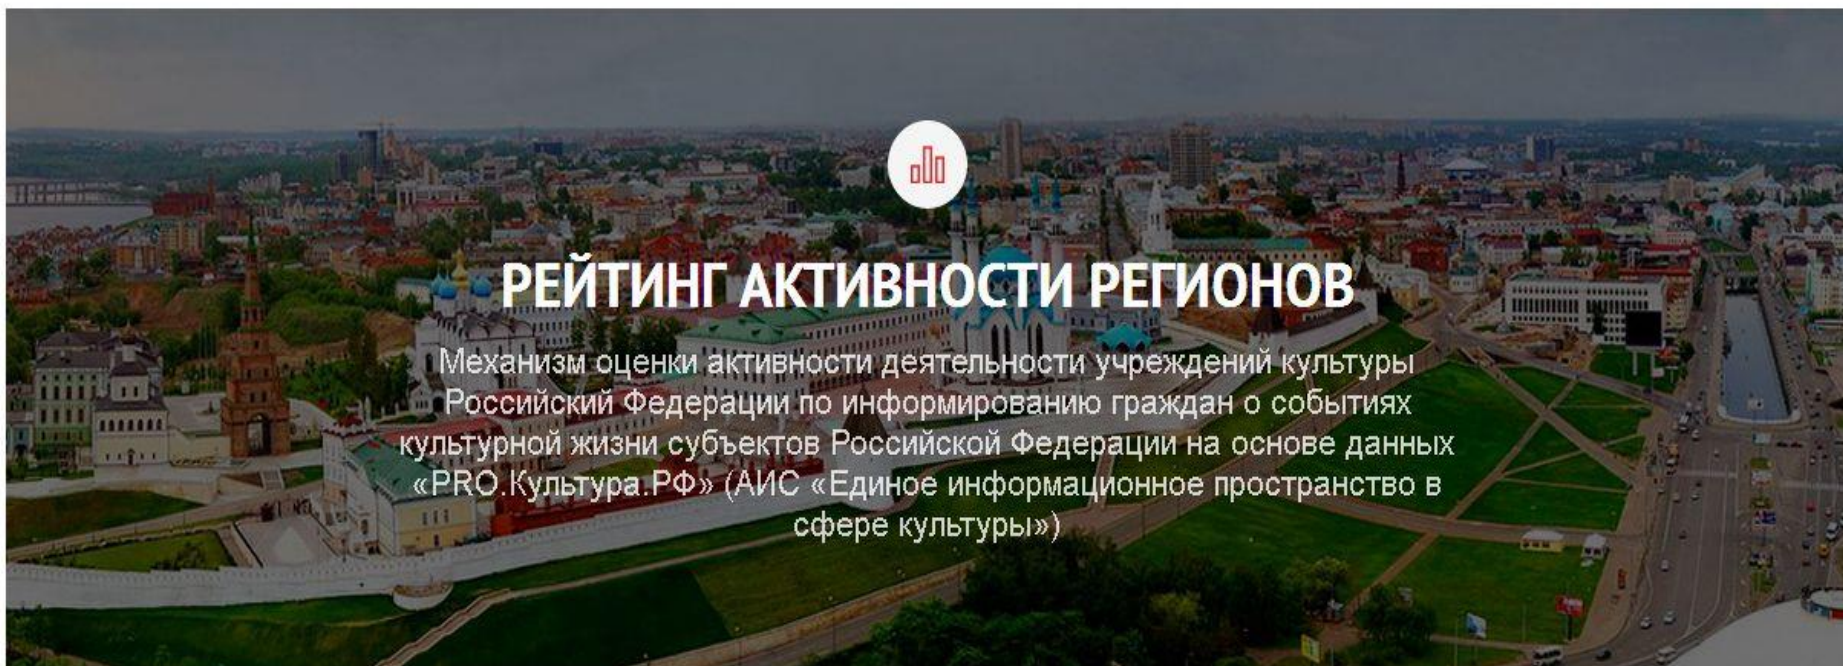 РЕЙТИНГ АКТИВНОСТИ РЕГИОНОВ
Механизм оценки активности деятельности учреждений культуры
Российский Федерации по информированию граждан о событиях
культурной жизни субъектов Российской Федерации на основе данных
«PRO.Культура.РФ» (АИС «Единое информационное пространство в
сфере культуры»)